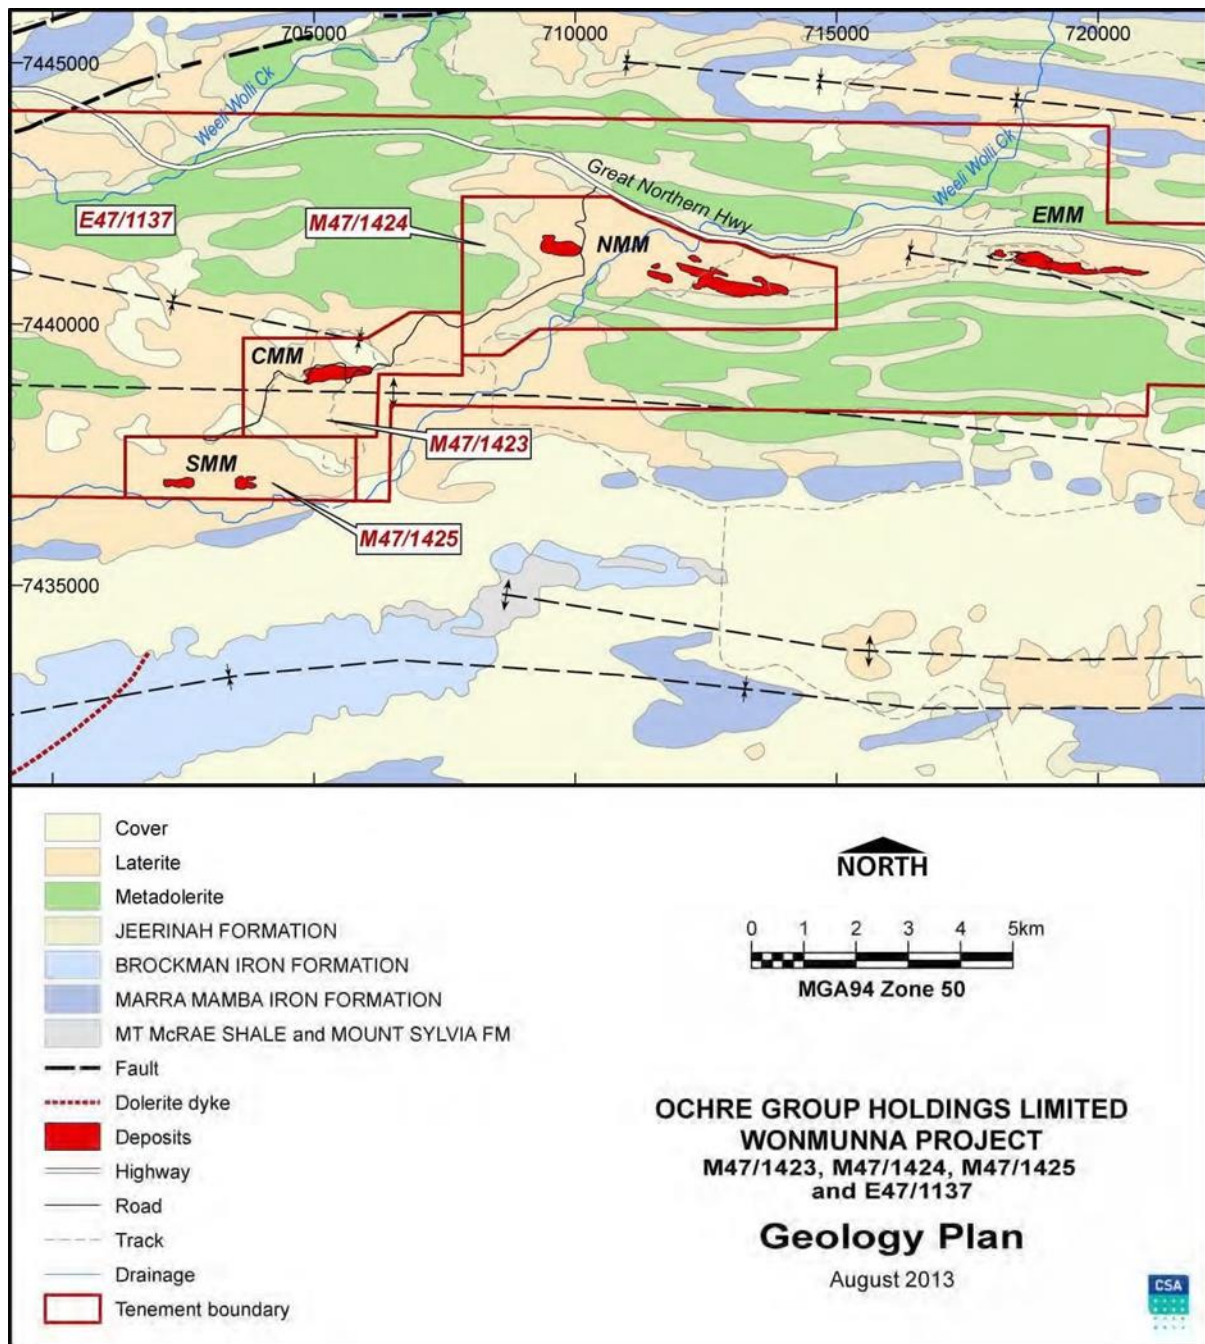 705000
710000
715000
720000
7445000
Weeli Wolli Ck
Weeli Wolli Ck
Great Northern Hwy
E47/1137
M47/1424
NMM
EMM
7440000
CMM
M47/1423
SMM
M47/1425
7435000
Cover
Laterite
Metadolerite
JEERINAH FORMATION
BROCKMAN IRON FORMATION
MARRA MAMBA IRON FORMATION
MT McRAE SHALE and MOUNT SYLVIA FM
Fault
Dolerite dyke
Deposits
Highway
Road
Track
Drainage
Tenement boundary
NORTH
0 1 2 3 4 5km
MGA94 Zone 50
OCHRE GROUP HOLDINGS LIMITED
WONMUNNA PROJECT
M47/1423, M47/1424, M47/1425
and E47/1137
Geology Plan
August 2013
CSA